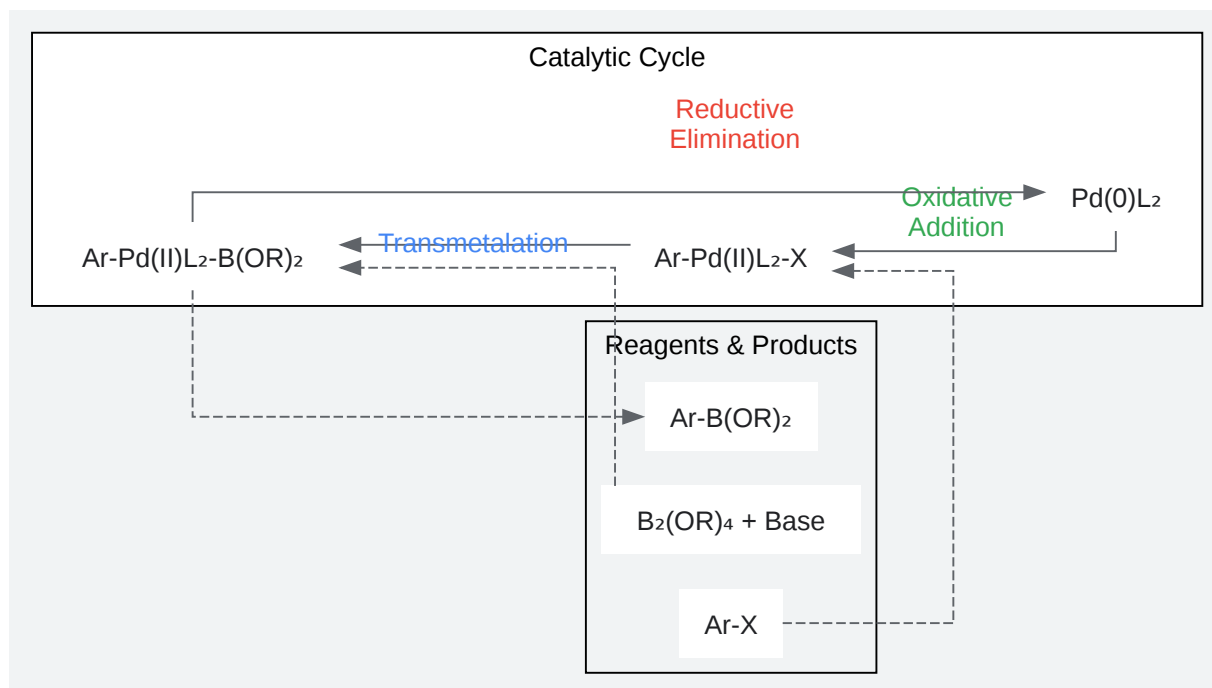 Catalytic Cycle
Reductive
Elimination
Oxidative
Addition
Pd(0)L₂
Transmetalation
Ar-Pd(II)L₂-B(OR)₂
Ar-Pd(II)L₂-X
Reagents & Products
Ar-B(OR)₂
B₂(OR)₄ + Base
Ar-X